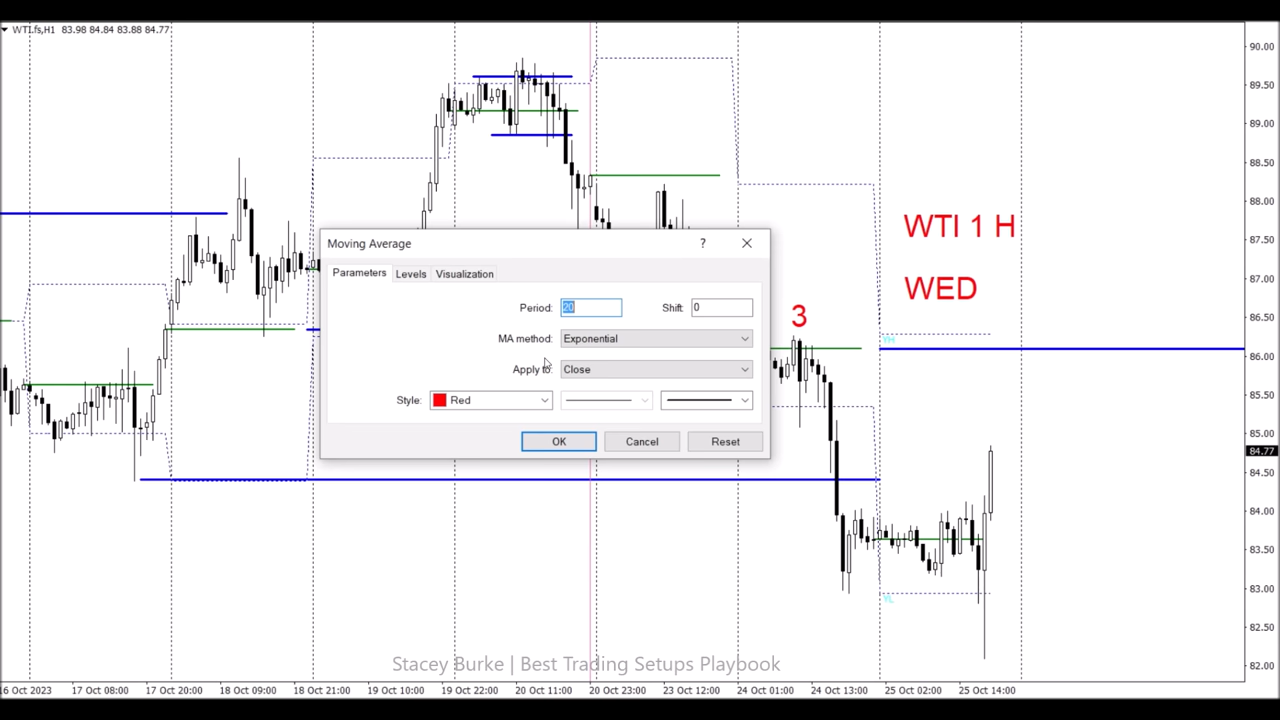 WTI.fs,H1 83.98 84.84 83.88 84.77
90.00
89.50
89.00
88.50
88.00
87.50
87.00
86.50
86.00
85.50
85.00
84.77
84.50
84.00
83.50
83.00
82.50
82.00
WTI 1 H
WED
3
YH
YL
Moving Average
?
Parameters Levels Visualization
Period: 20 Shift: 0
MA method: Exponential
Apply to: Close
Style: Red
OK Cancel Reset
Stacey Burke | Best Trading Setups Playbook
16 Oct 2023 17 Oct 08:00 17 Oct 20:00 18 Oct 09:00 18 Oct 21:00 19 Oct 10:00 19 Oct 22:00 20 Oct 11:00 20 Oct 23:00 23 Oct 12:00 24 Oct 01:00 24 Oct 13:00 25 Oct 02:00 25 Oct 14:00